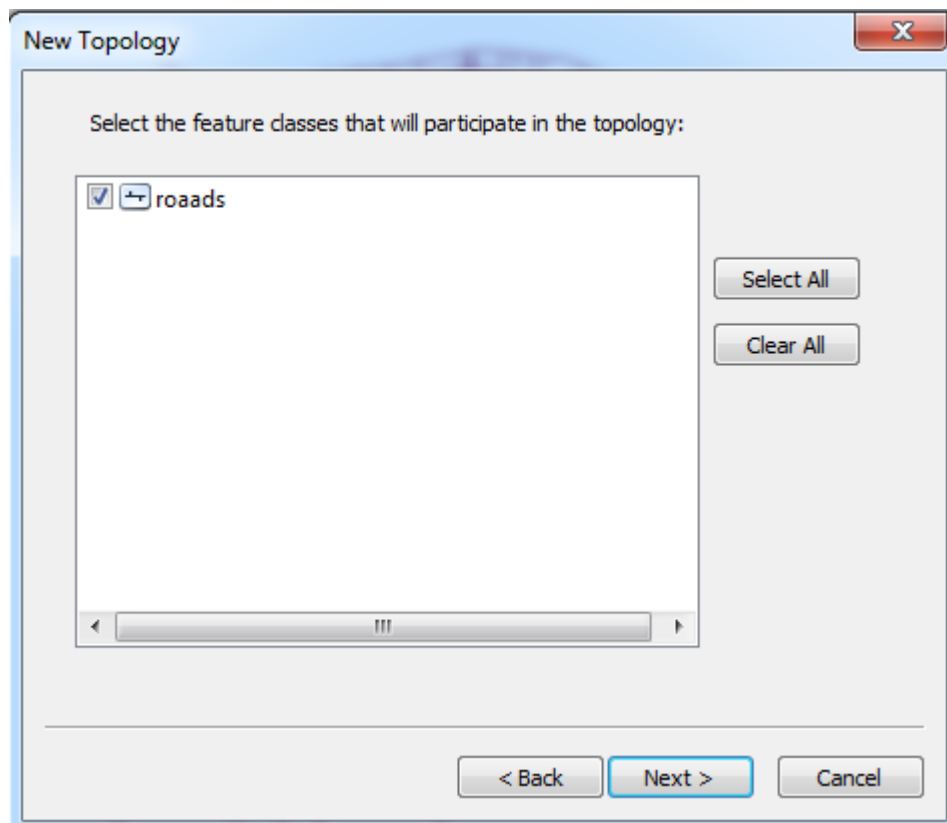 New Topology
Select the feature classes that will participate in the topology:
roaads
Select All
Clear All
< Back
Next >
Cancel